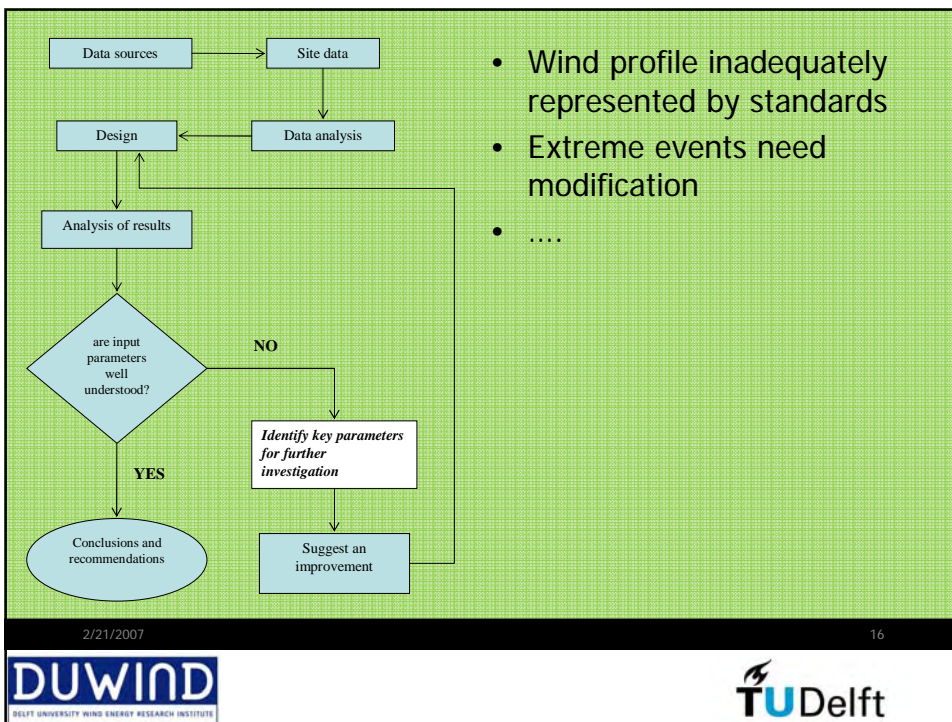 Data sources
Site data
Design
Data analysis
Analysis of results
are input
parameters
well
understood?
NO
YES
Identify key parameters
for further
investigation
Conclusions and
recommendations
Suggest an
improvement
• Wind profile inadequately
represented by standards
• Extreme events need
modification
• ....
2/21/2007
16
DUWIND
DELFT UNIVERSITY WIND ENERGY RESEARCH INSTITUTE
TUDelft